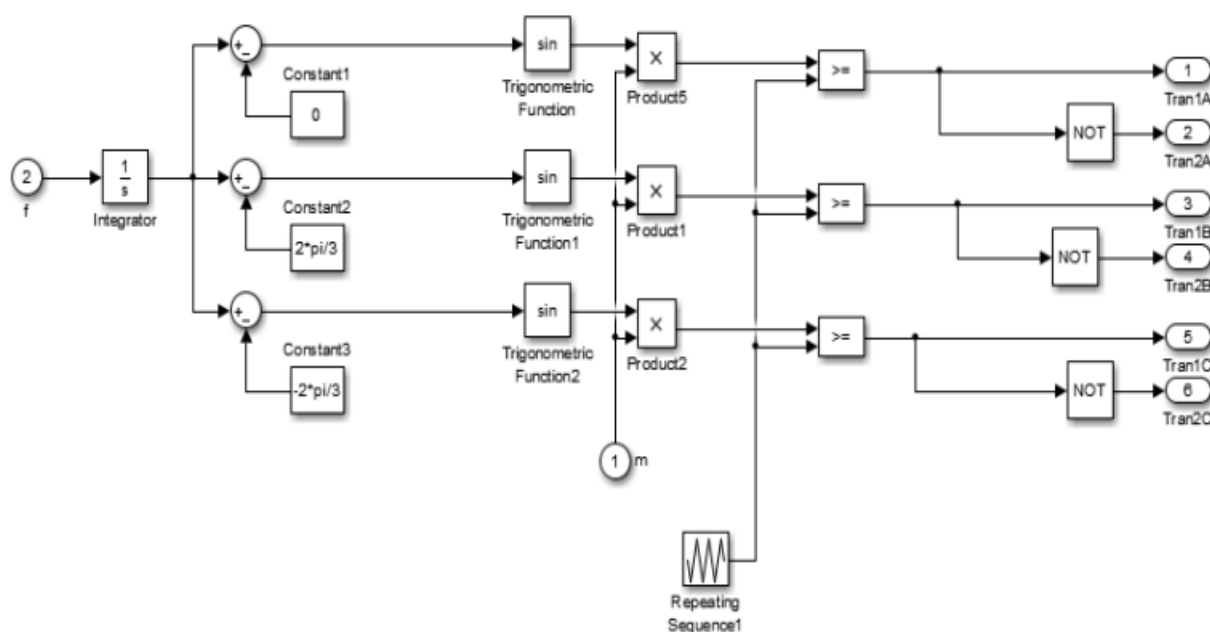 +
-
Constant1
0
sin
Trigonometric
Function
X
Product5
>=
1
Tran1A
NOT
2
Tran2A
2
f
1
s
Integrator
+
-
Constant2
2*pi/3
sin
Trigonometric
Function1
X
Product1
>=
3
Tran1B
NOT
4
Tran2B
+
-
Constant3
-2*pi/3
sin
Trigonometric
Function2
X
Product2
>=
5
Tran1C
NOT
6
Tran2C
1
m
Repeating
Sequence1